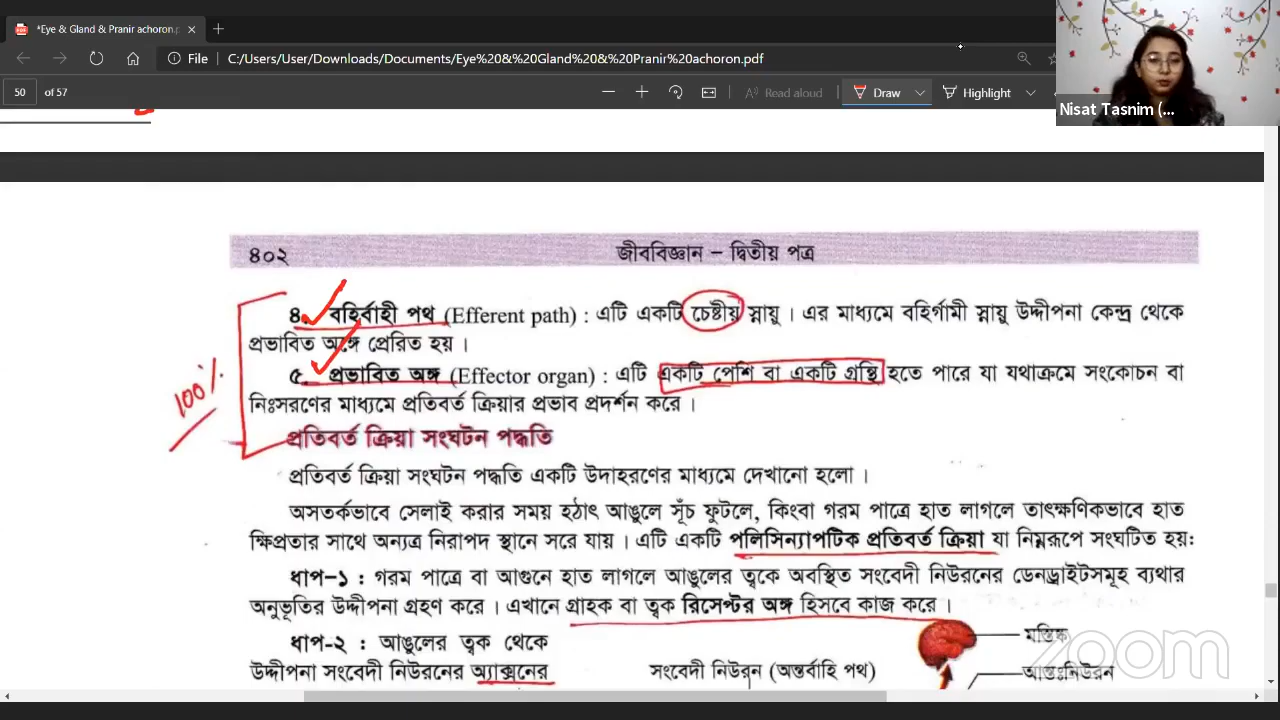 *Eye & Gland & Pranir achoron.p
File C:/Users/User/Downloads/Documents/Eye%20&%20Gland%20&%20Pranir%20achoron.pdf
50 of 57 Read aloud Draw Highlight
Nisat Tasnim (...
৪০২ জীববিজ্ঞান – দ্বিতীয় পত্র
৪. বহির্বাহী পথ (Efferent path) : এটি একটি চেষ্টীয় স্নায়ু । এর মাধ্যমে বহির্গামী স্নায়ু উদ্দীপনা কেন্দ্র থেকে
প্রভাবিত অঙ্গে প্রেরিত হয় ।
৫. প্রভাবিত অঙ্গ (Effector organ) : এটি একটি পেশি বা একটি গ্রন্থি হতে পারে যা যথাক্রমে সংকোচন বা
নিঃসরণের মাধ্যমে প্রতিবর্ত ক্রিয়ার প্রভাব প্রদর্শন করে ।
100%
প্রতিবর্ত ক্রিয়া সংঘটন পদ্ধতি
প্রতিবর্ত ক্রিয়া সংঘটন পদ্ধতি একটি উদাহরণের মাধ্যমে দেখানো হলো ।
অসতর্কভাবে সেলাই করার সময় হঠাৎ আঙুলে সূঁচ ফুটলে, কিংবা গরম পাত্রে হাত লাগলে তাৎক্ষণিকভাবে হাত
ক্ষিপ্রতার সাথে অন্যত্র নিরাপদ স্থানে সরে যায় । এটি একটি পলিসিন্যাপটিক প্রতিবর্ত ক্রিয়া যা নিম্নরূপে সংঘটিত হয়:
ধাপ–১ : গরম পাত্রে বা আগুনে হাত লাগলে আঙুলের ত্বকে অবস্থিত সংবেদী নিউরনের ডেনড্রাইটসমূহ ব্যথার
অনুভূতির উদ্দীপনা গ্রহণ করে । এখানে গ্রাহক বা ত্বক রিসেপ্টর অঙ্গ হিসবে কাজ করে ।
ধাপ–২ : আঙুলের ত্বক থেকে
উদ্দীপনা সংবেদী নিউরনের অ্যাক্সনের
মস্তিষ্ক
সংবেদী নিউরন (অন্তর্বাহি পথ)
আন্তঃনিউরন
zoom